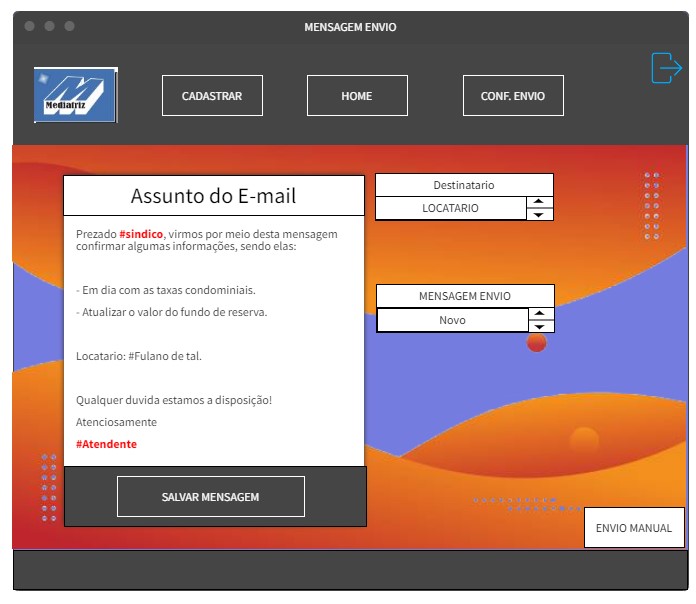 MENSAGEM ENVIO
Mediatriz
CADASTRAR
HOME
CONF. ENVIO
Assunto do E-mail
Prezado #sindico, virmos por meio desta mensagem
confirmar algumas informações, sendo elas:
- Em dia com as taxas condominiais.
- Atualizar o valor do fundo de reserva.
Locatario: #Fulano de tal.
Qualquer duvida estamos a disposição!
Atenciosamente
#Atendente
SALVAR MENSAGEM
Destinatario
LOCATARIO
MENSAGEM ENVIO
Novo
ENVIO MANUAL